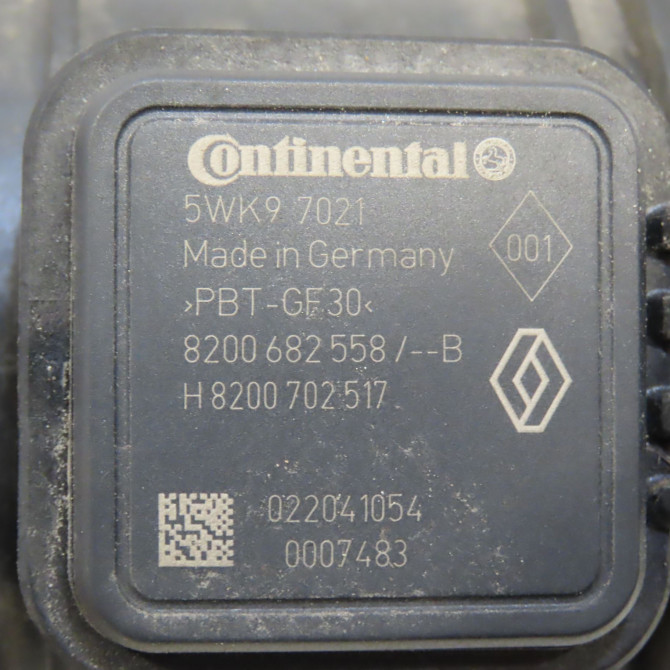 Continental
5WK9 7021
Made in Germany
001
>PBT-GF30<
8200 682 558 /--B
H 8200 702 517
022041054
0007483